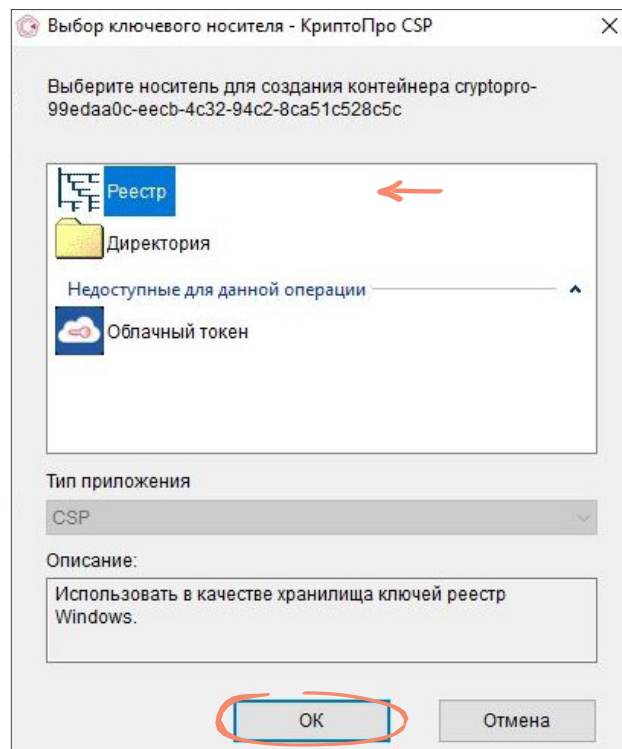 Выбор ключевого носителя - КриптоПро CSP
Выберите носитель для создания контейнера cryptopro-
99edaa0c-eecb-4c32-94c2-8ca51c528c5c
Реестр
Директория
Недоступные для данной операции
Облачный токен
Тип приложения
CSP
Описание:
Использовать в качестве хранилища ключей реестр
Windows.
ОК
Отмена